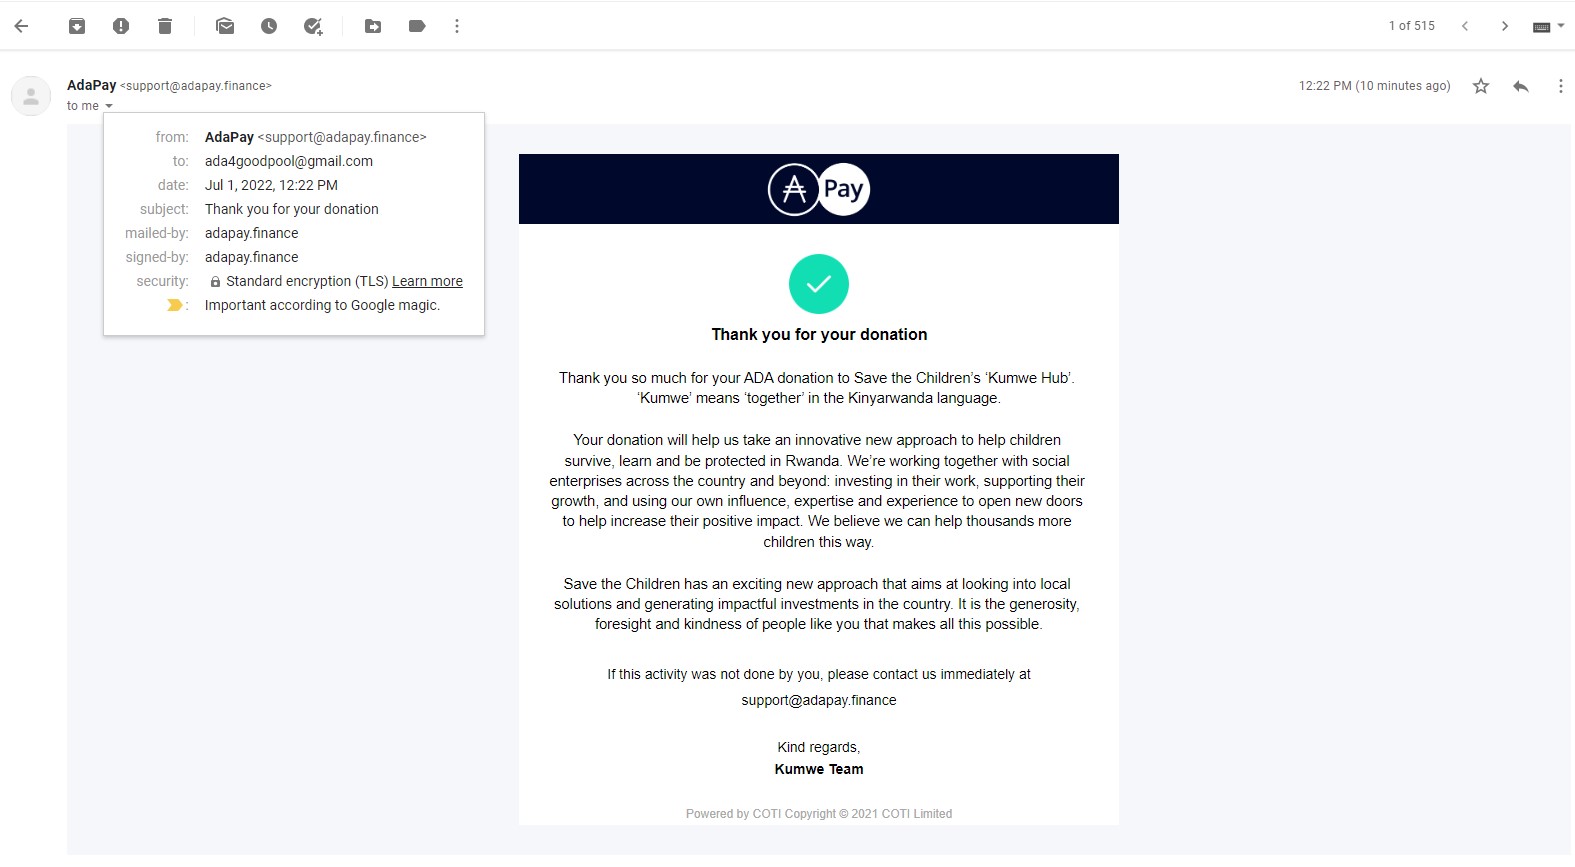 1 of 515
AdaPay <support@adapay.finance>
12:22 PM (10 minutes ago)
to me
from: AdaPay <support@adapay.finance>
to: ada4goodpool@gmail.com
date: Jul 1, 2022, 12:22 PM
subject: Thank you for your donation
mailed-by: adapay.finance
signed-by: adapay.finance
security: Standard encryption (TLS) Learn more
: Important according to Google magic.
Pay
Thank you for your donation
Thank you so much for your ADA donation to Save the Children’s ‘Kumwe Hub’.
‘Kumwe’ means ‘together’ in the Kinyarwanda language.
Your donation will help us take an innovative new approach to help children
survive, learn and be protected in Rwanda. We’re working together with social
enterprises across the country and beyond: investing in their work, supporting their
growth, and using our own influence, expertise and experience to open new doors
to help increase their positive impact. We believe we can help thousands more
children this way.
Save the Children has an exciting new approach that aims at looking into local
solutions and generating impactful investments in the country. It is the generosity,
foresight and kindness of people like you that makes all this possible.
If this activity was not done by you, please contact us immediately at
support@adapay.finance
Kind regards,
Kumwe Team
Powered by COTI Copyright © 2021 COTI Limited